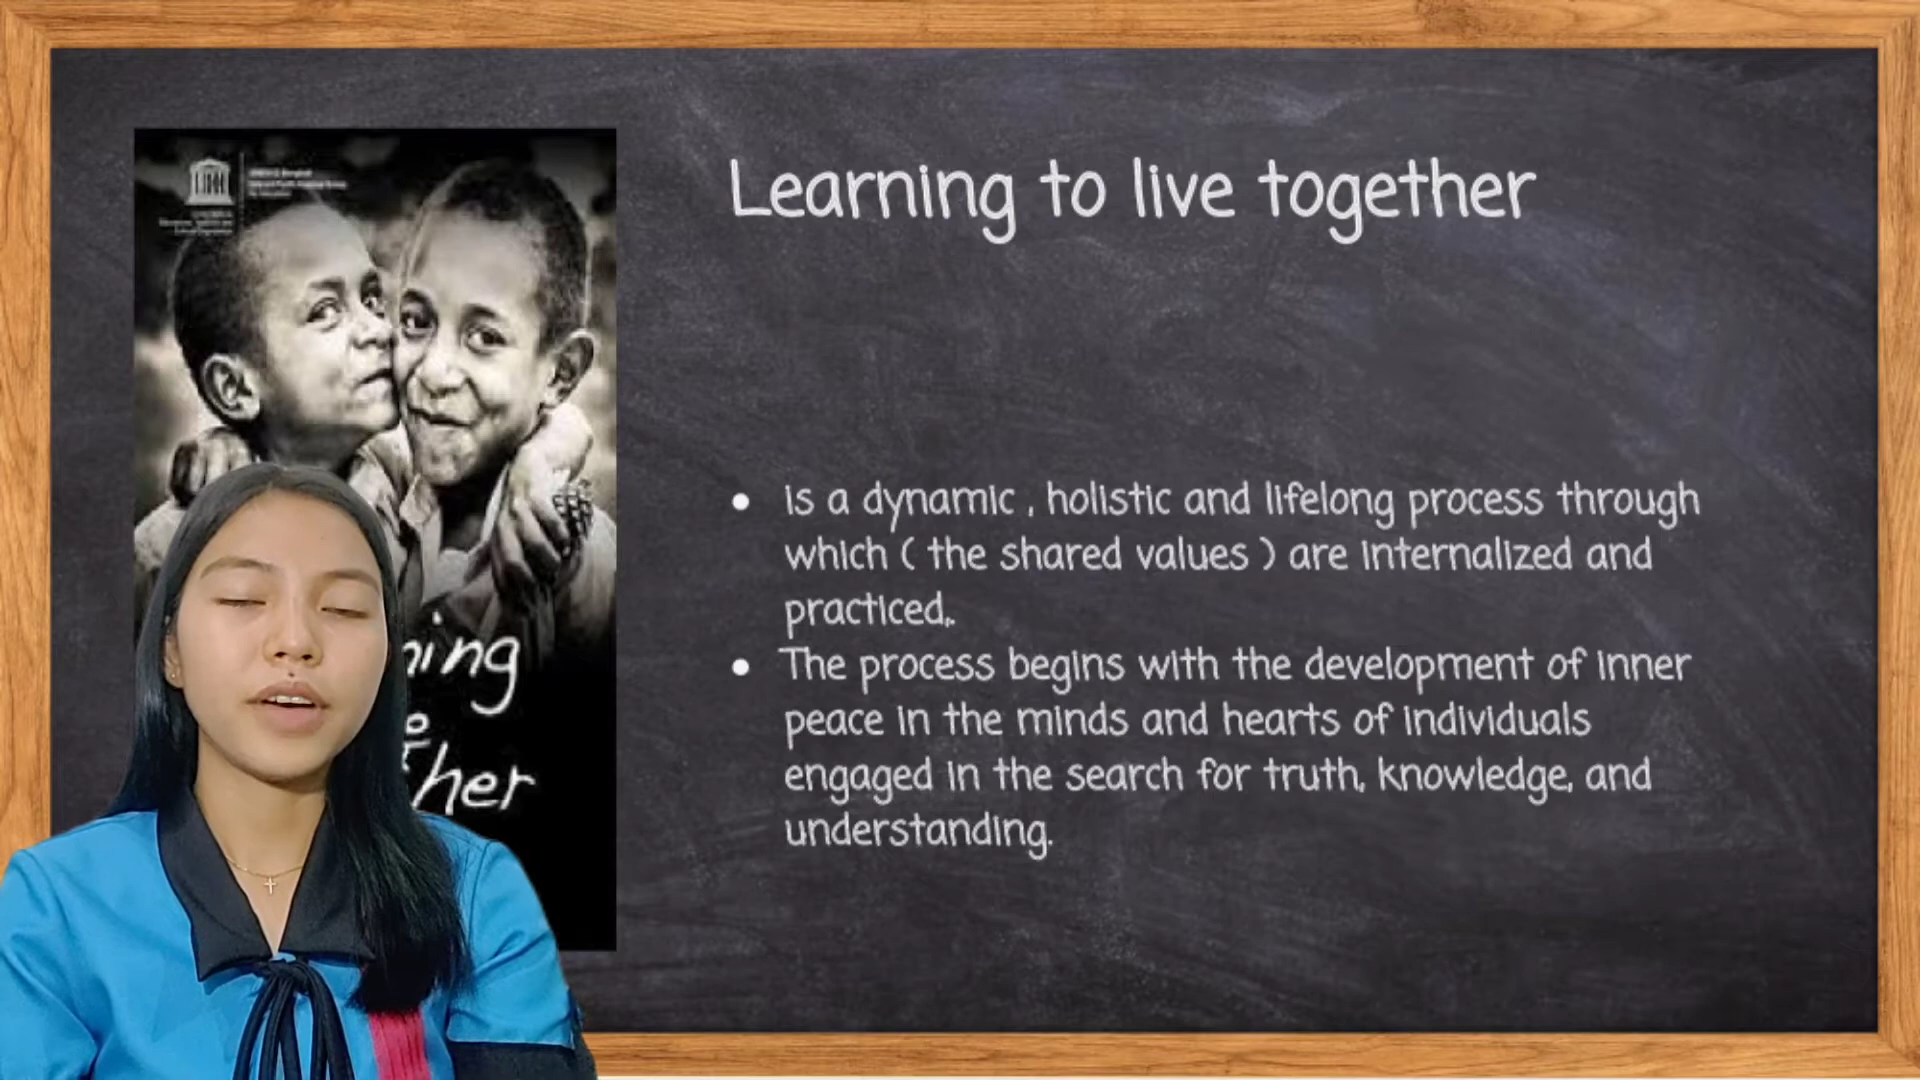 Learning to live together
is a dynamic , holistic and lifelong process through
which ( the shared values ) are internalized and
practiced,.
The process begins with the development of inner
peace in the minds and hearts of individuals
engaged in the search for truth, knowledge, and
understanding.
ning
e
ther